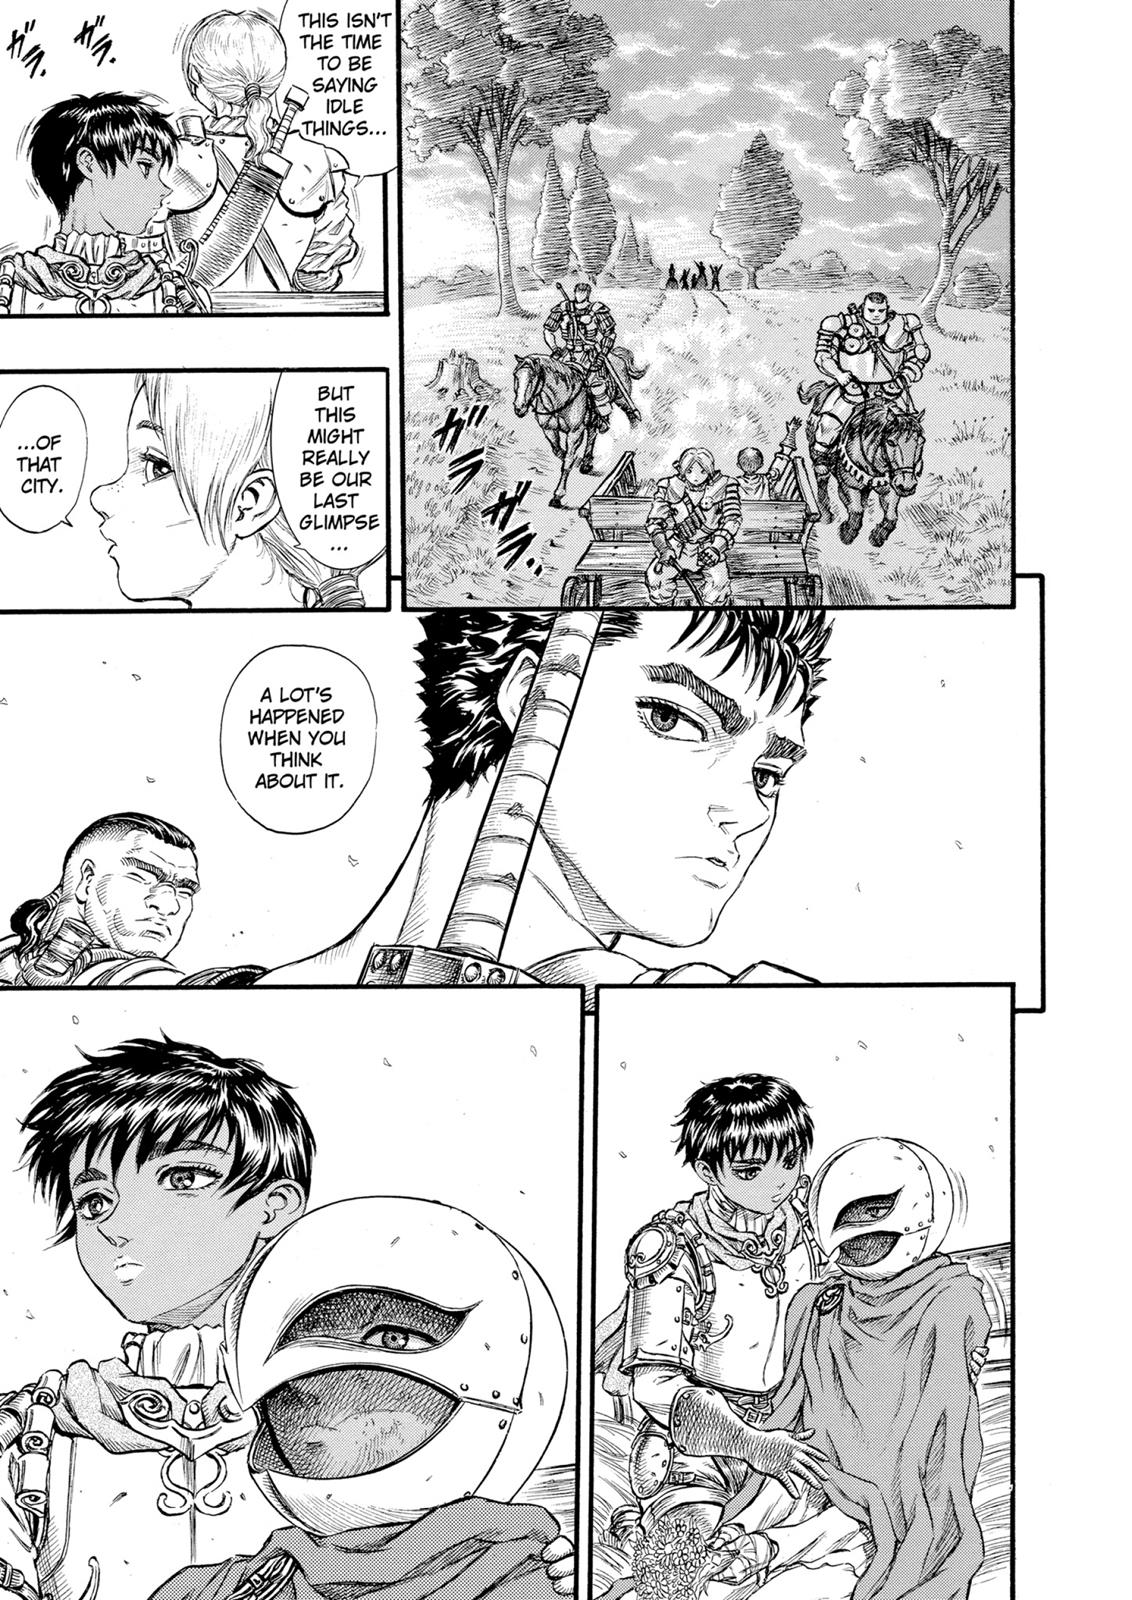 ガラ
ガラ
THIS ISN'T
THE TIME
TO BE
SAYING
IDLE
THINGS...
ガラ
ガラ..
BUT
THIS
MIGHT
REALLY
BE OUR
LAST
GLIMPSE
...
...OF
THAT
CITY.
A LOT'S
HAPPENED
WHEN YOU
THINK
ABOUT IT.